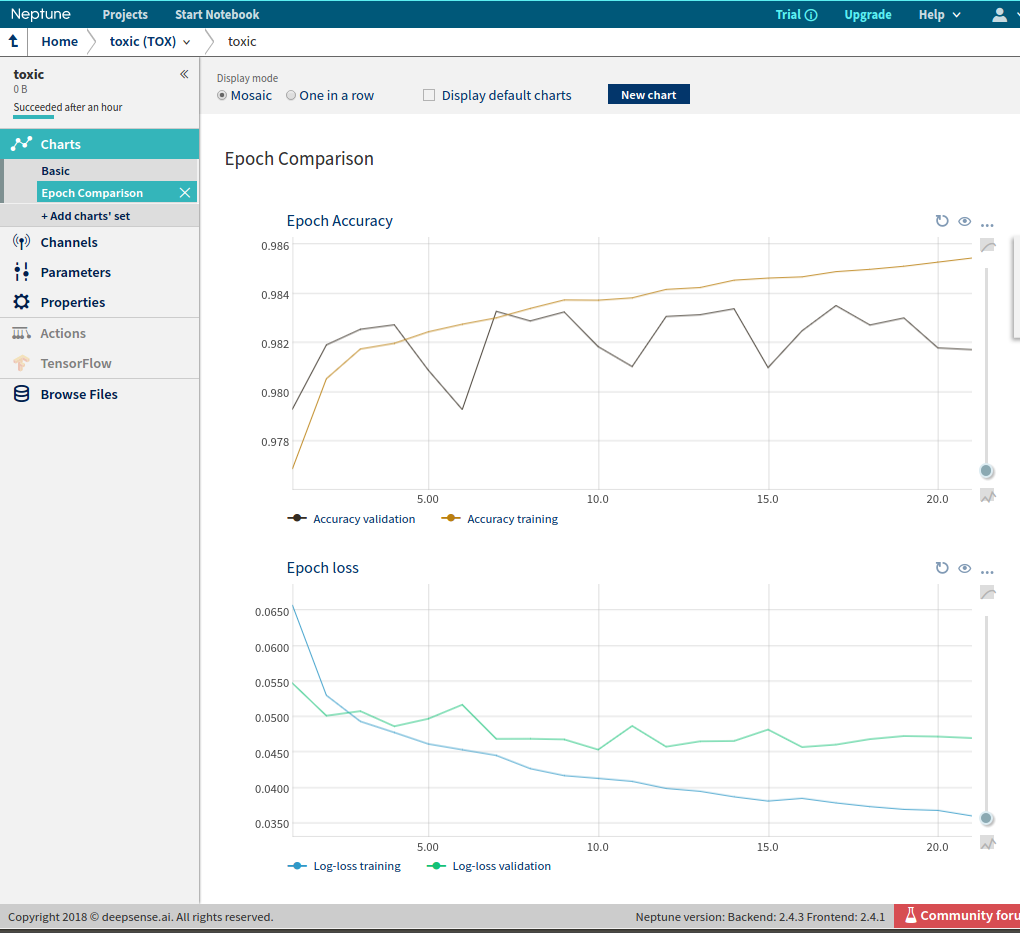 Neptune Projects Start Notebook Trial Upgrade Help
Home toxic (TOX) toxic
toxic
0 B
Succeeded after an hour
Charts
Basic
Epoch Comparison
+ Add charts' set
Channels
Parameters
Properties
Actions
TensorFlow
Browse Files
Display mode
Mosaic One in a row Display default charts New chart
Epoch Comparison
Epoch Accuracy
0.986
0.984
0.982
0.980
0.978
5.00 10.0 15.0 20.0
Accuracy validation Accuracy training
Epoch loss
0.0650
0.0600
0.0550
0.0500
0.0450
0.0400
0.0350
5.00 10.0 15.0 20.0
Log-loss training Log-loss validation
Copyright 2018 © deepsense.ai. All rights reserved. Neptune version: Backend: 2.4.3 Frontend: 2.4.1 Community foru